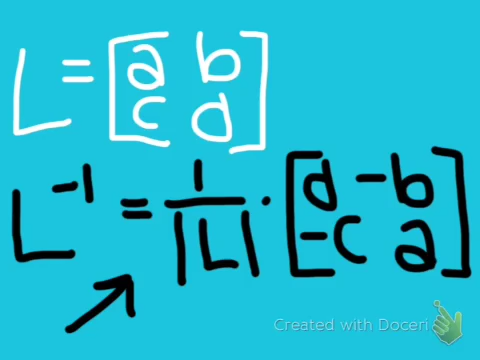 L = [a b
c d]
L⁻¹ = 1/|L| · [d -b
-c a]
Created with Doceri